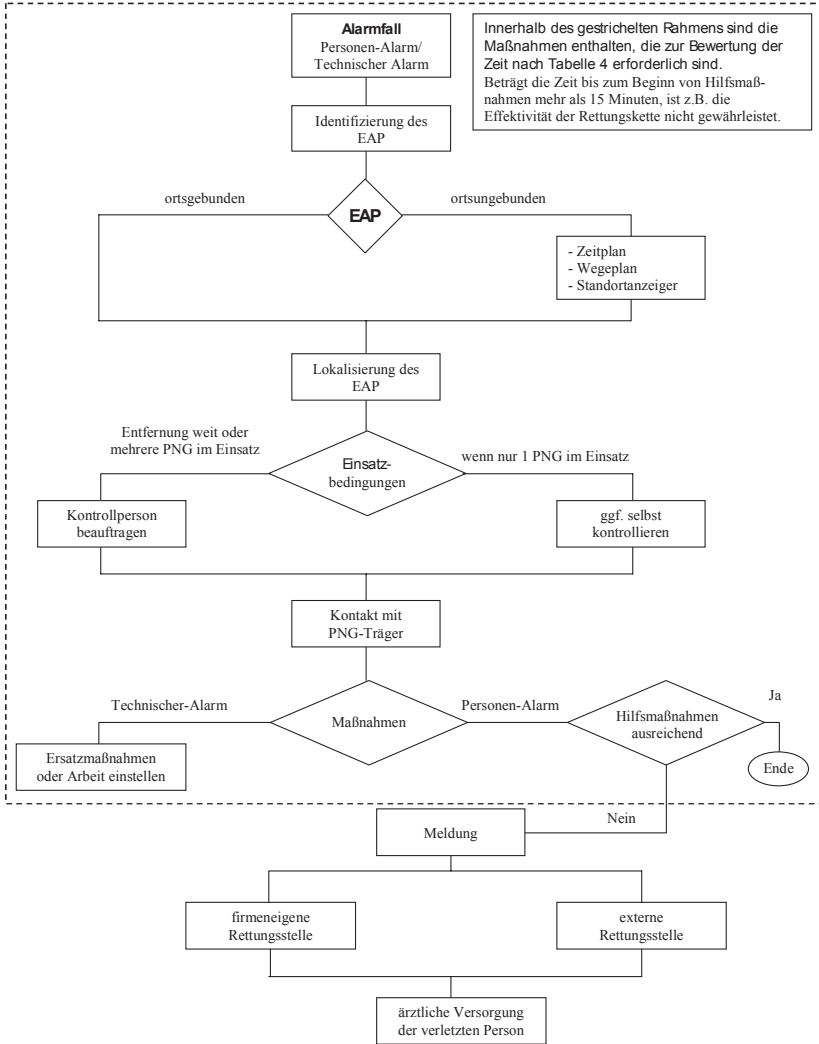 Alarmfall
Personen-Alarm/
Technischer Alarm
Innerhalb des gestrichelten Rahmens sind die
Maßnahmen enthalten, die zur Bewertung der
Zeit nach Tabelle 4 erforderlich sind.
Beträgt die Zeit bis zum Beginn von Hilfsmaß-
nahmen mehr als 15 Minuten, ist z.B. die
Effektivität der Rettungskette nicht gewährleistet.
Identifizierung des
EAP
ortsgebunden
EAP
ortsungebunden
- Zeitplan
- Wegeplan
- Standortanzeiger
Lokalisierung des
EAP
Entfernung weit oder
mehrere PNG im Einsatz
Einsatz-
bedingungen
wenn nur 1 PNG im Einsatz
Kontrollperson
beauftragen
ggf. selbst
kontrollieren
Kontakt mit
PNG-Träger
Technischer-Alarm
Maßnahmen
Personen-Alarm
Hilfsmaßnahmen
ausreichend
Ja
Ersatzmaßnahmen
oder Arbeit einstellen
Ende
Nein
Meldung
firmeneigene
Rettungsstelle
externe
Rettungsstelle
ärztliche Versorgung
der verletzten Person